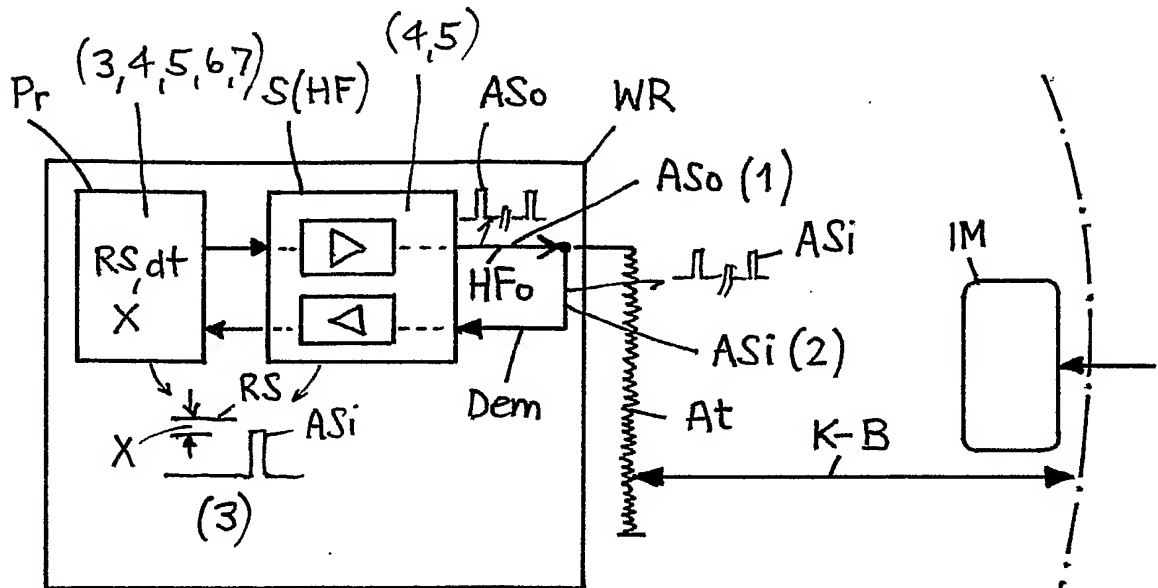 (3,4,5,6,7)
(4,5)
Pr
S(HF)
ASo
WR
ASo (1)
ASi
IM
RS, dt
X
HFo
ASi (2)
Dem
At
K-B
RS
X
ASi
(3)